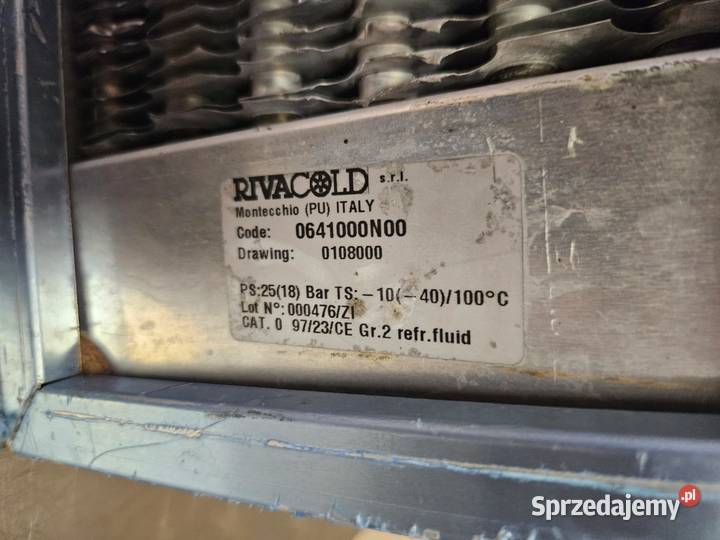 RIVACOLD s.r.l.
Montecchio (PU) ITALY
Code: 0641000N00
Drawing: 0108000
PS:25(18) Bar TS: -10(-40)/100°C
Lot N°: 000476/ZI
CAT. 0 97/23/CE Gr.2 refr.fluid
Sprzedajemy.pl